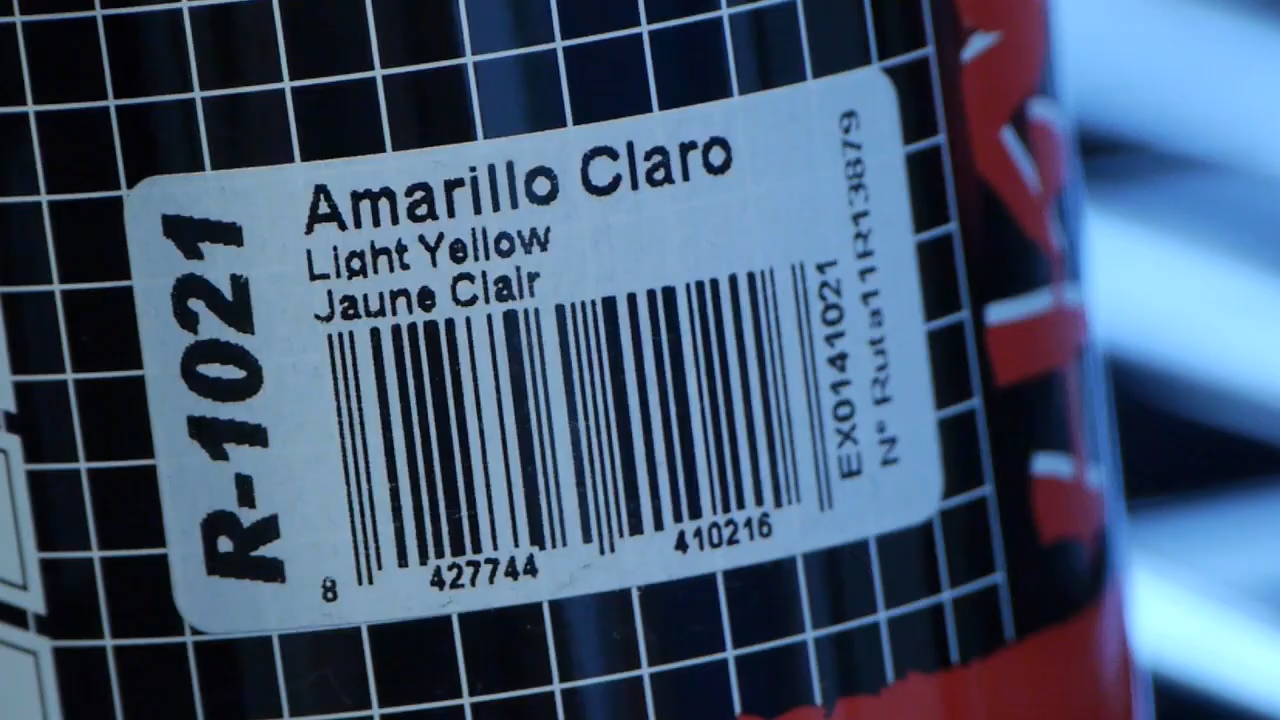 R-1021
Amarillo Claro
Light Yellow
Jaune Clair
8 427744 410216
EX0141021
N° Ruta11R13879